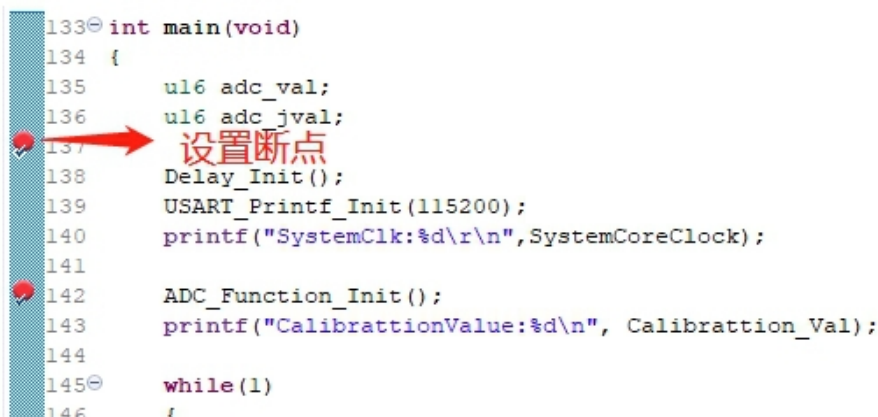 133 int main(void)
134 {
135 u16 adc_val;
136 u16 adc_jval;
137 设置断点
138 Delay_Init();
139 USART_Printf_Init(115200);
140 printf("SystemClk:%d\r\n",SystemCoreClock);
141
142 ADC_Function_Init();
143 printf("CalibrattionValue:%d\n", Calibrattion_Val);
144
145 while(1)
146 {